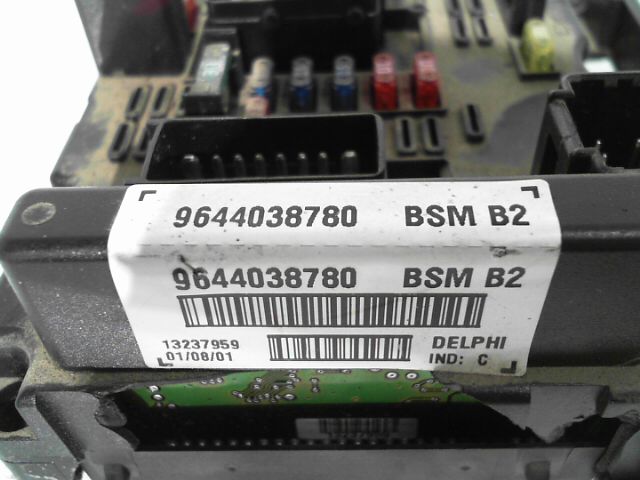 9644038780 BSM B2
9644038780 BSM B2
13237959 DELPHI
01/08/01 IND: C